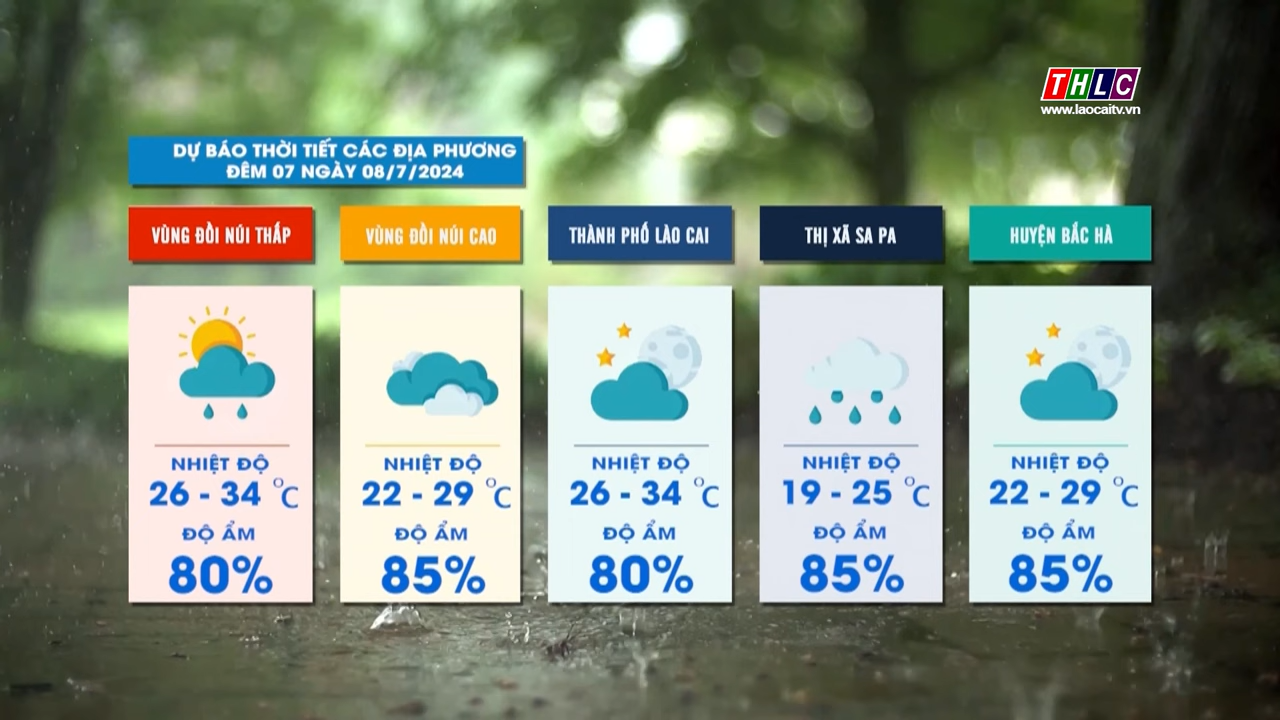 THLC
www.laocaitv.vn
DỰ BÁO THỜI TIẾT CÁC ĐỊA PHƯƠNG
ĐÊM 07 NGÀY 08/7/2024
VÙNG ĐỒI NÚI THẤP
VÙNG ĐỒI NÚI CAO
THÀNH PHỐ LÀO CAI
THỊ XÃ SA PA
HUYỆN BẮC HÀ
NHIỆT ĐỘ
26 - 34 °C
ĐỘ ẨM
80%
NHIỆT ĐỘ
22 - 29 °C
ĐỘ ẨM
85%
NHIỆT ĐỘ
26 - 34 °C
ĐỘ ẨM
80%
NHIỆT ĐỘ
19 - 25 °C
ĐỘ ẨM
85%
NHIỆT ĐỘ
22 - 29 °C
ĐỘ ẨM
85%